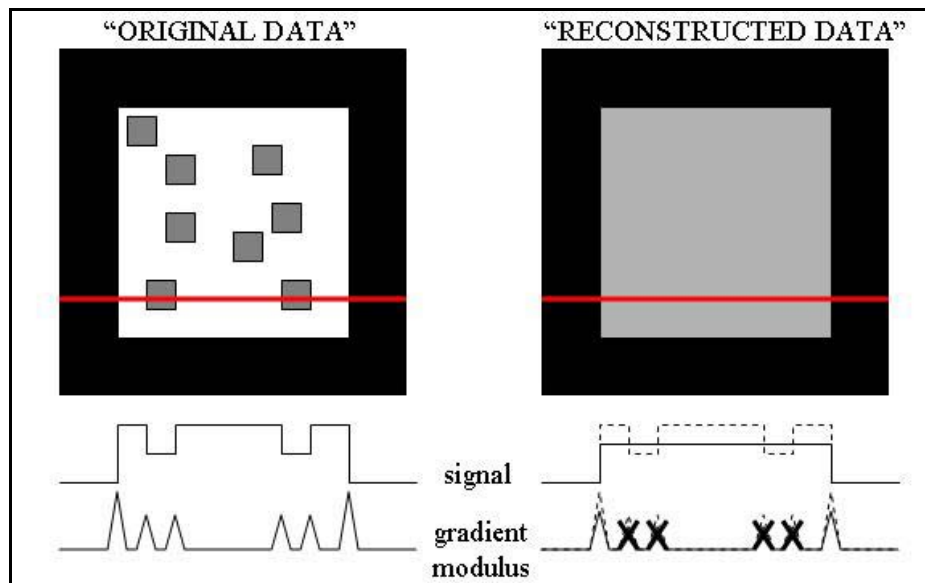 “ORIGINAL DATA”
“RECONSTRUCTED DATA”
signal
gradient
modulus